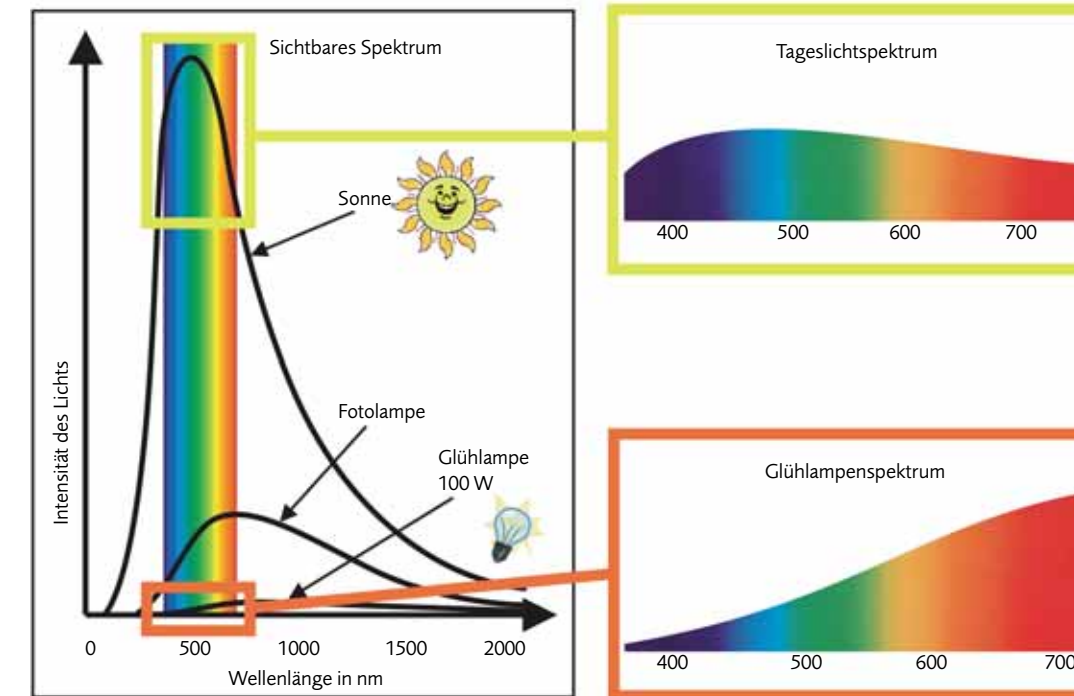 Sichtbares Spektrum
Intensität des Lichts
Sonne
Fotolampe
Glühlampe
100 W
0 500 1000 1500 2000
Wellenlänge in nm
Tageslichtspektrum
400 500 600 700
Glühlampenspektrum
400 500 600 700